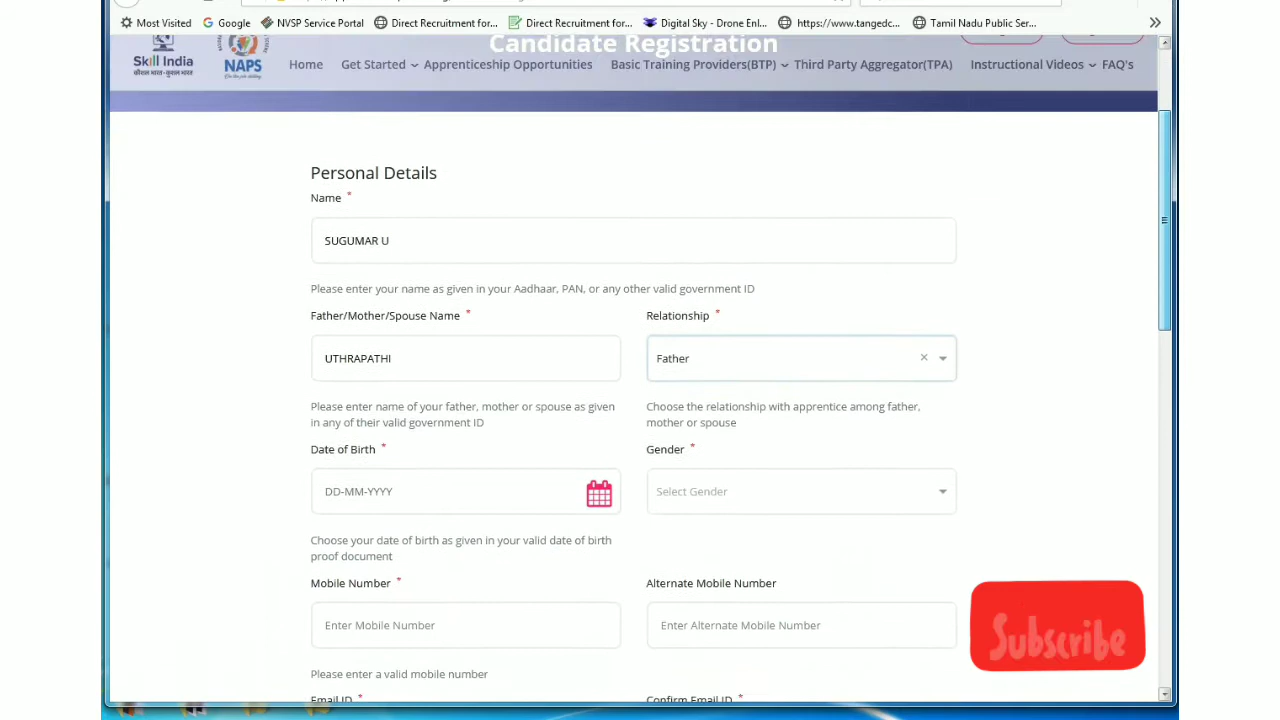 Most Visited Google NVSP Service Portal Direct Recruitment for... Direct Recruitment for... Digital Sky - Drone Enl... https://www.tangedc... Tamil Nadu Public Ser...
Candidate Registration
Skill India
कौशल भारत - कुशल भारत
NAPS
Home Get Started Apprenticeship Opportunities Basic Training Providers(BTP) Third Party Aggregator(TPA) Instructional Videos FAQ's
Personal Details
Name *
SUGUMAR U
Please enter your name as given in your Aadhaar, PAN, or any other valid government ID
Father/Mother/Spouse Name * Relationship *
UTHRAPATHI Father
Please enter name of your father, mother or spouse as given Choose the relationship with apprentice among father,
in any of their valid government ID mother or spouse
Date of Birth * Gender *
DD-MM-YYYY Select Gender
Choose your date of birth as given in your valid date of birth
proof document
Mobile Number * Alternate Mobile Number
Enter Mobile Number Enter Alternate Mobile Number
Subscribe
Please enter a valid mobile number
Email ID * Confirm Email ID *